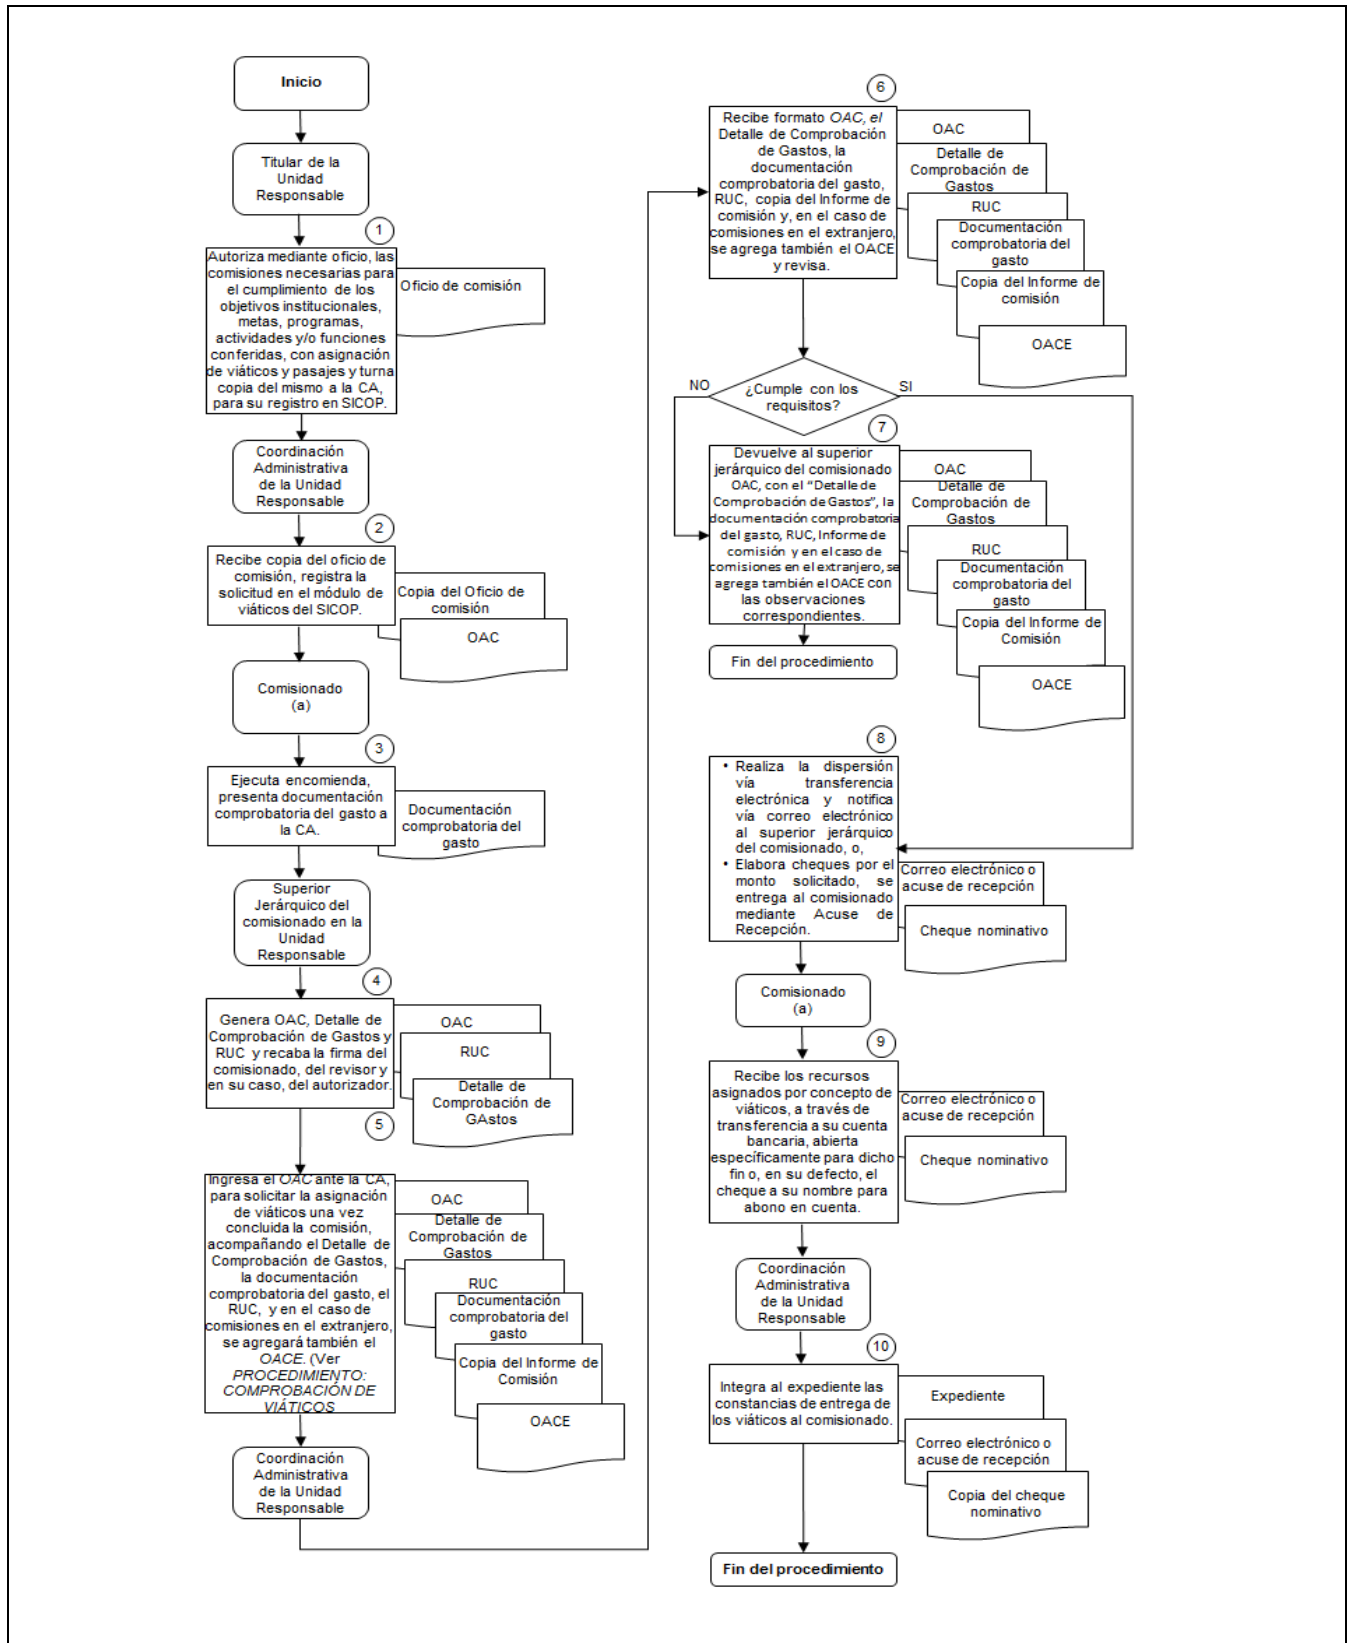 Inicio
Titular de la
Unidad
Responsable
1
Autoriza mediante oficio, las
comisiones necesarias para
el cumplimiento de los
objetivos institucionales,
metas, programas,
actividades y/o funciones
conferidas, con asignación
de viáticos y pasajes y turna
copia del mismo a la CA,
para su registro en SICOP.
Oficio de comisión
Coordinación
Administrativa
de la Unidad
Responsable
2
Recibe copia del oficio de
comisión, registra la
solicitud en el módulo de
viáticos del SICOP.
Copia del Oficio de
comisión
OAC
Comisionado
(a)
3
Ejecuta encomienda,
presenta documentación
comprobatoria del gasto a
la CA.
Documentación
comprobatoria del
gasto
Superior
Jerárquico del
comisionado en la
Unidad
Responsable
4
Genera OAC, Detalle de
Comprobación de Gastos y
RUC y recaba la firma del
comisionado, del revisor y
en su caso, del autorizador.
OAC
RUC
Detalle de
Comprobación de
GAstos
5
Ingresa el OAC ante la CA,
para solicitar la asignación
de viáticos una vez
concluida la comisión,
acompañando el Detalle de
Comprobación de Gastos,
la documentación
comprobatoria del gasto, el
RUC, y en el caso de
comisiones en el extranjero,
se agregará también el
OACE. (Ver
PROCEDIMIENTO:
COMPROBACIÓN DE
VIÁTICOS
OAC
Detalle de
Comprobación de
Gastos
RUC
Documentación
comprobatoria del
gasto
Copia del Informe de
Comisión
OACE
Coordinación
Administrativa
de la Unidad
Responsable
6
Recibe formato OAC, el
Detalle de Comprobación
de Gastos, la
documentación
comprobatoria del gasto,
RUC, copia del Informe de
comisión y, en el caso de
comisiones en el extranjero,
se agrega también el OACE
y revisa.
OAC
Detalle de
Comprobación de
Gastos
RUC
Documentación
comprobatoria del
gasto
Copia del Informe de
comisión
OACE
NO
¿Cumple con los
requisitos?
SI
7
Devuelve al superior
jerárquico del comisionado
OAC, con el “Detalle de
Comprobación de Gastos”, la
documentación comprobatoria
del gasto, RUC, Informe de
comisión y en el caso de
comisiones en el extranjero, se
agrega también el OACE con
las observaciones
correspondientes.
OAC
Detalle de
Comprobación de
Gastos
RUC
Documentación
comprobatoria del
gasto
Copia del Informe de
Comisión
OACE
Fin del procedimiento
8
• Realiza la dispersión
vía transferencia
electrónica y notifica
vía correo electrónico
al superior jerárquico
del comisionado, o,
• Elabora cheques por el
monto solicitado, se
entrega al comisionado
mediante Acuse de
Recepción.
Correo electrónico o
acuse de recepción
Cheque nominativo
Comisionado
(a)
9
Recibe los recursos
asignados por concepto de
viáticos, a través de
transferencia a su cuenta
bancaria, abierta
específicamente para dicho
fin o, en su defecto, el
cheque a su nombre para
abono en cuenta.
Correo electrónico o
acuse de recepción
Cheque nominativo
Coordinación
Administrativa
de la Unidad
Responsable
10
Integra al expediente las
constancias de entrega de
los viáticos al comisionado.
Expediente
Correo electrónico o
acuse de recepción
Copia del cheque
nominativo
Fin del procedimiento